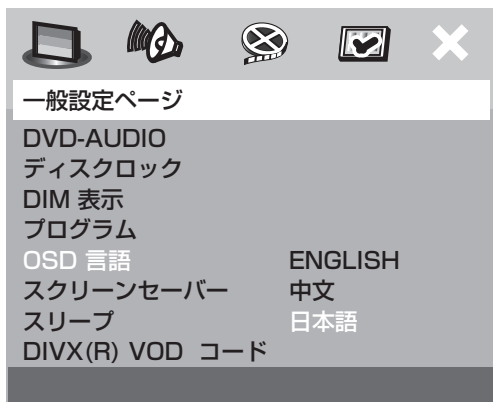 一般設定ページ
DVD-AUDIO
ディスクロック
DIM 表示
プログラム
OSD 言語 ENGLISH
スクリーンセーバー 中文
スリープ 日本語
DIVX(R) VOD コード